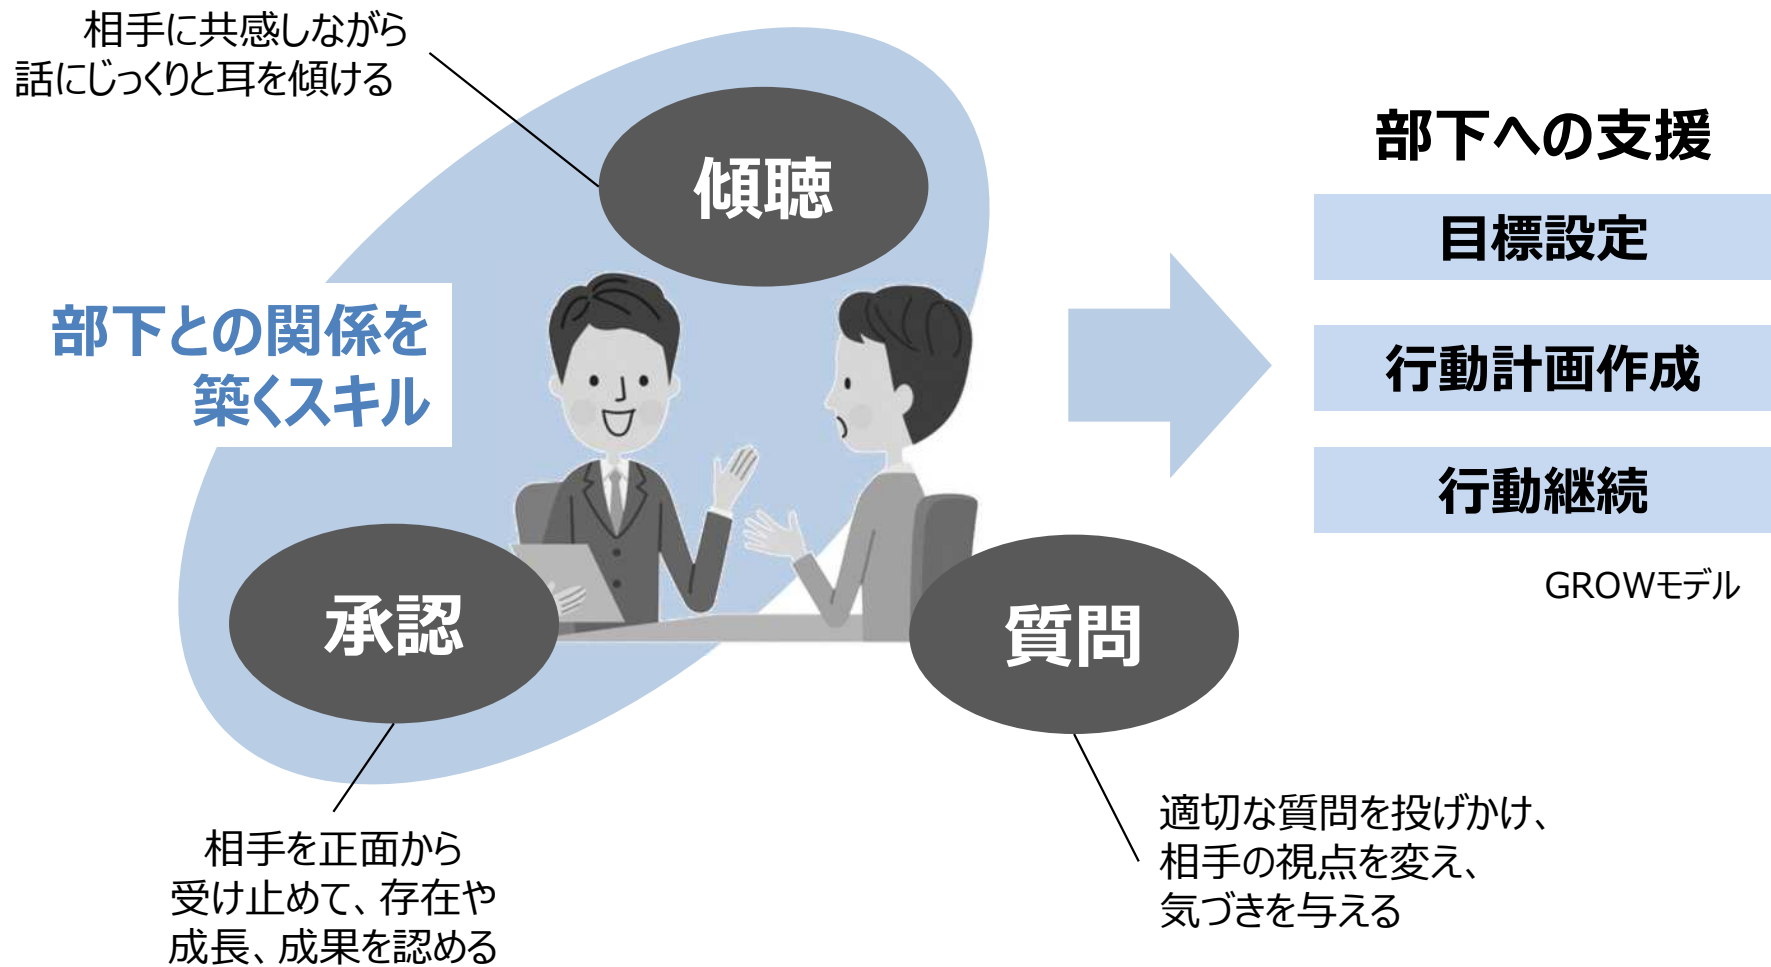 相手に共感しながら
話にじっくりと耳を傾ける
傾聴
部下との関係を
築くスキル
承認
相手を正面から
受け止めて、存在や
成長、成果を認める
質問
適切な質問を投げかけ、
相手の視点を変え、
気づきを与える
部下への支援
目標設定
行動計画作成
行動継続
GROWモデル